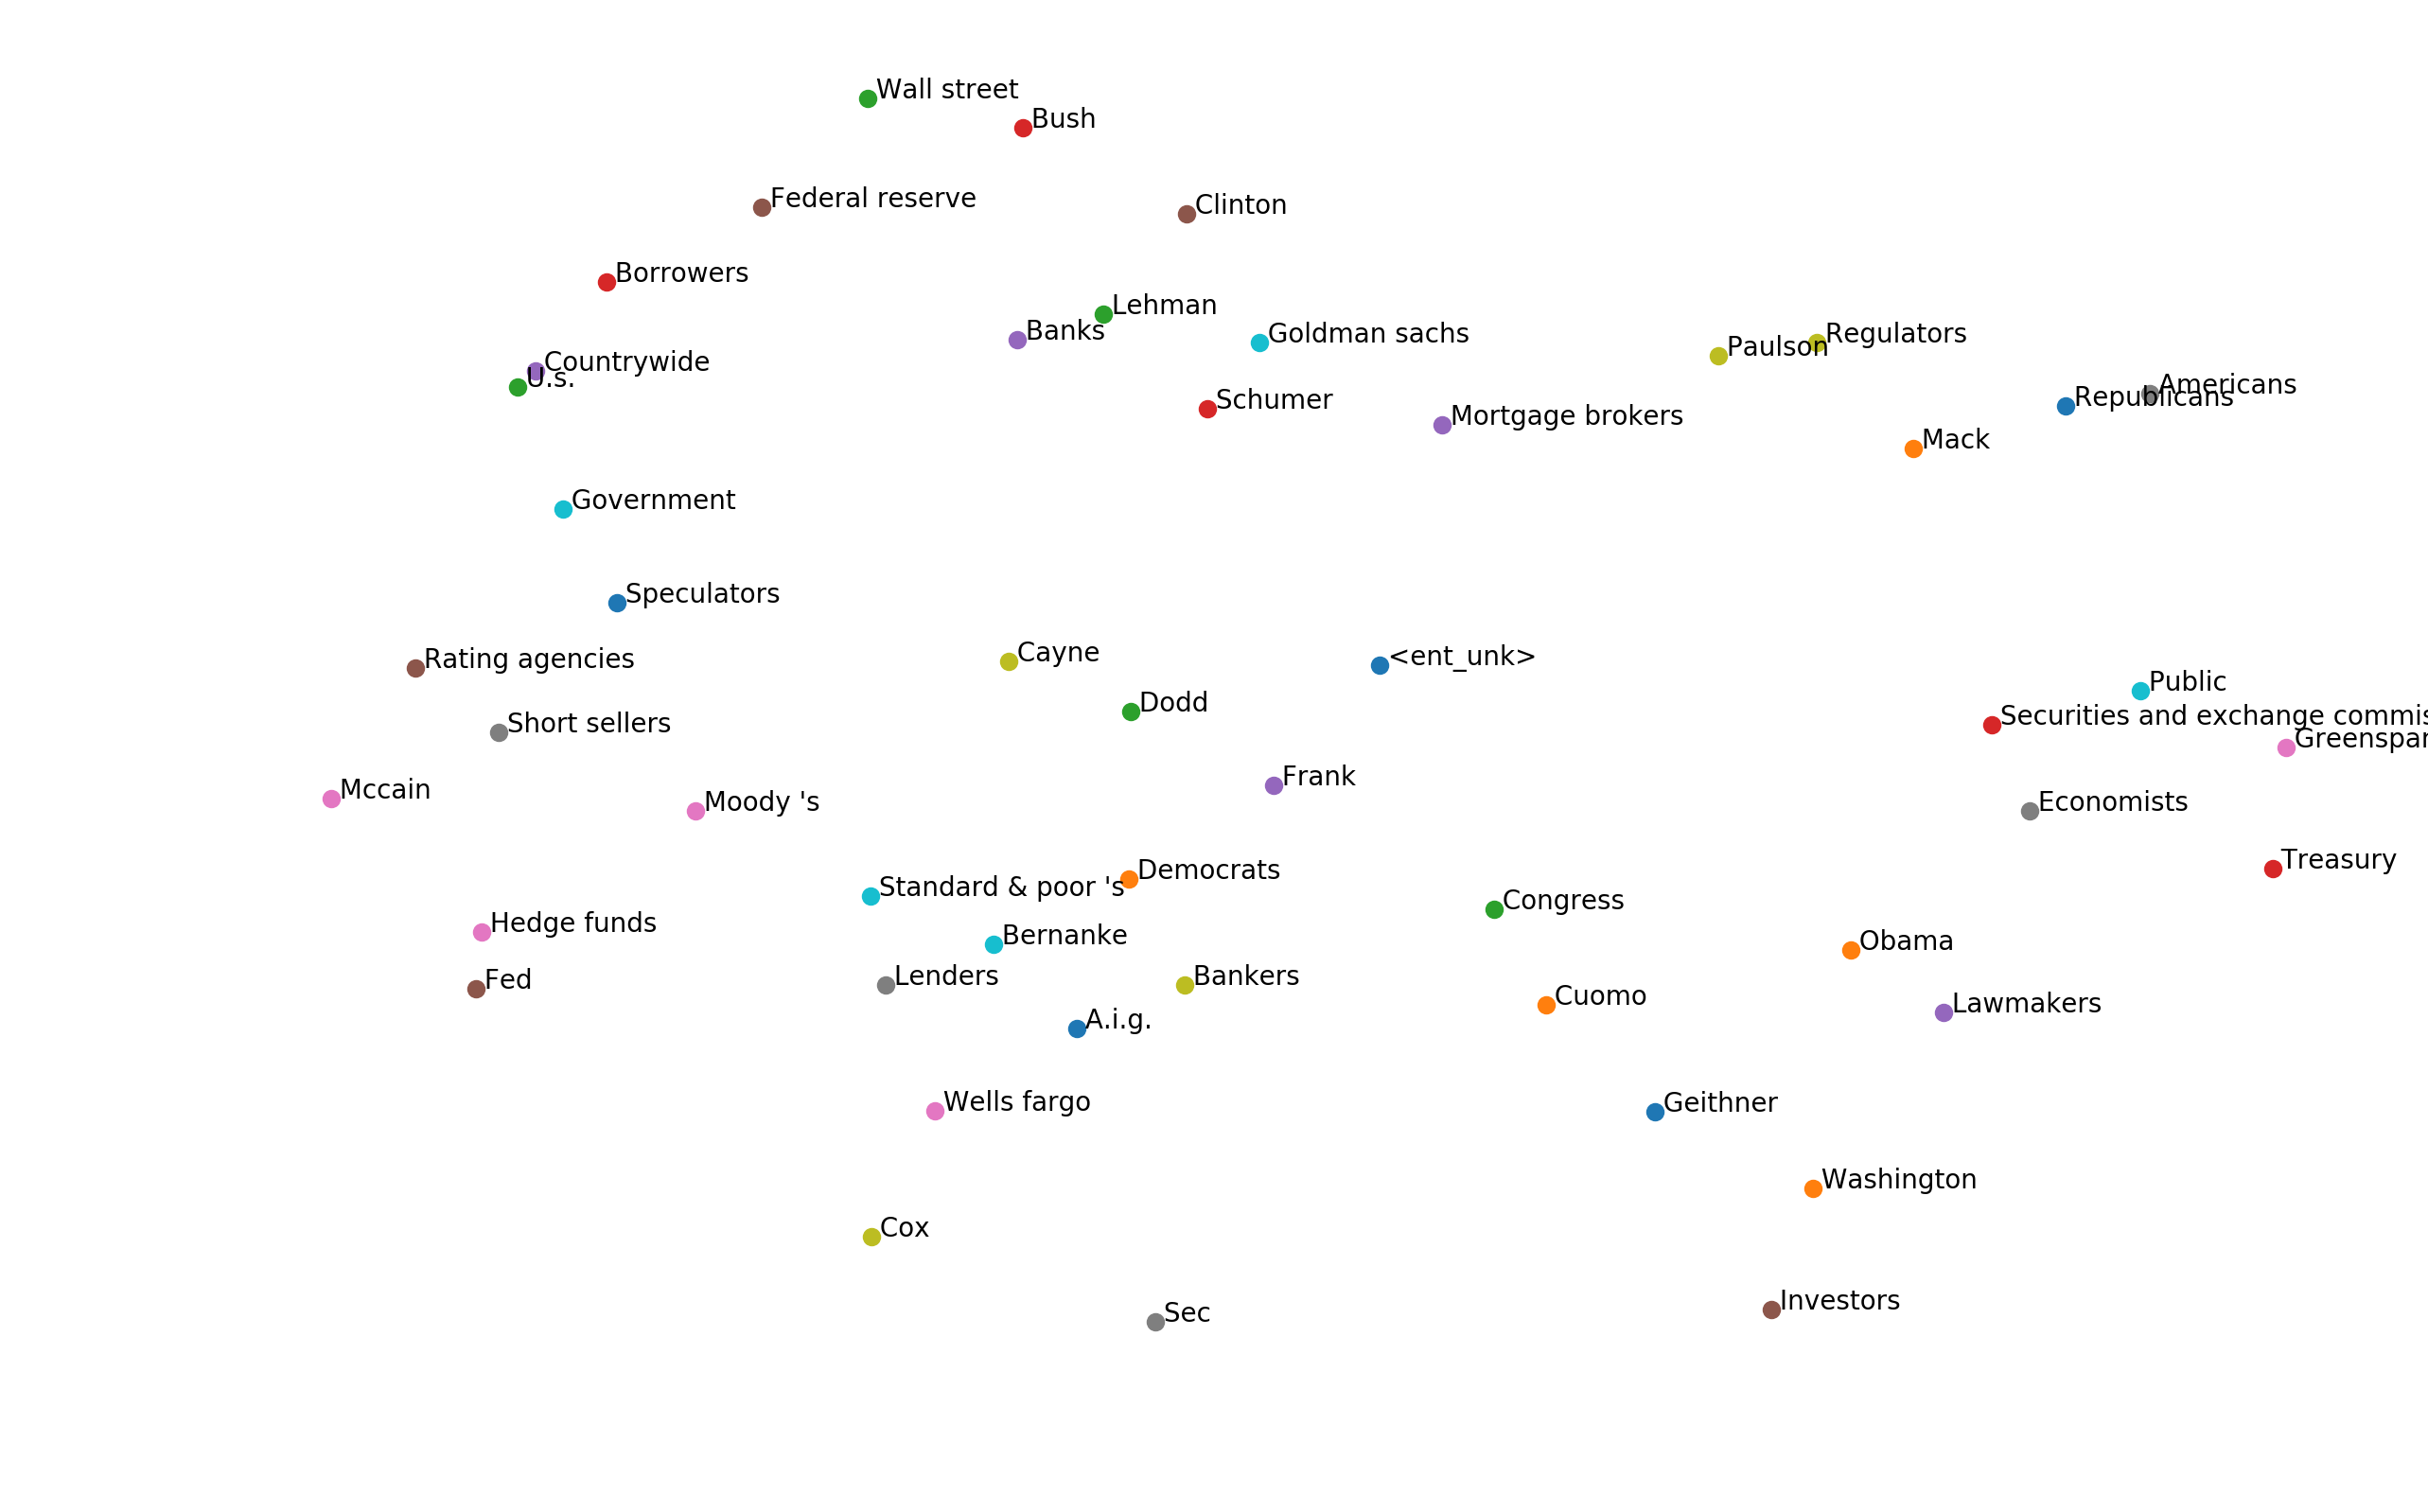 Wall street
Bush
Federal reserve
Clinton
Borrowers
Lehman
Banks
Goldman sachs
Regulators
Paulson
Countrywide
U.s.
Americans
Republicans
Schumer
Mortgage brokers
Mack
Government
Speculators
Cayne
<ent_unk>
Rating agencies
Public
Dodd
Securities and exchange commis
Short sellers
Greenspan
Frank
Mccain
Moody 's
Economists
Treasury
Democrats
Standard & poor 's
Congress
Hedge funds
Bernanke
Obama
Fed
Lenders
Bankers
Cuomo
Lawmakers
A.i.g.
Wells fargo
Geithner
Washington
Cox
Investors
Sec